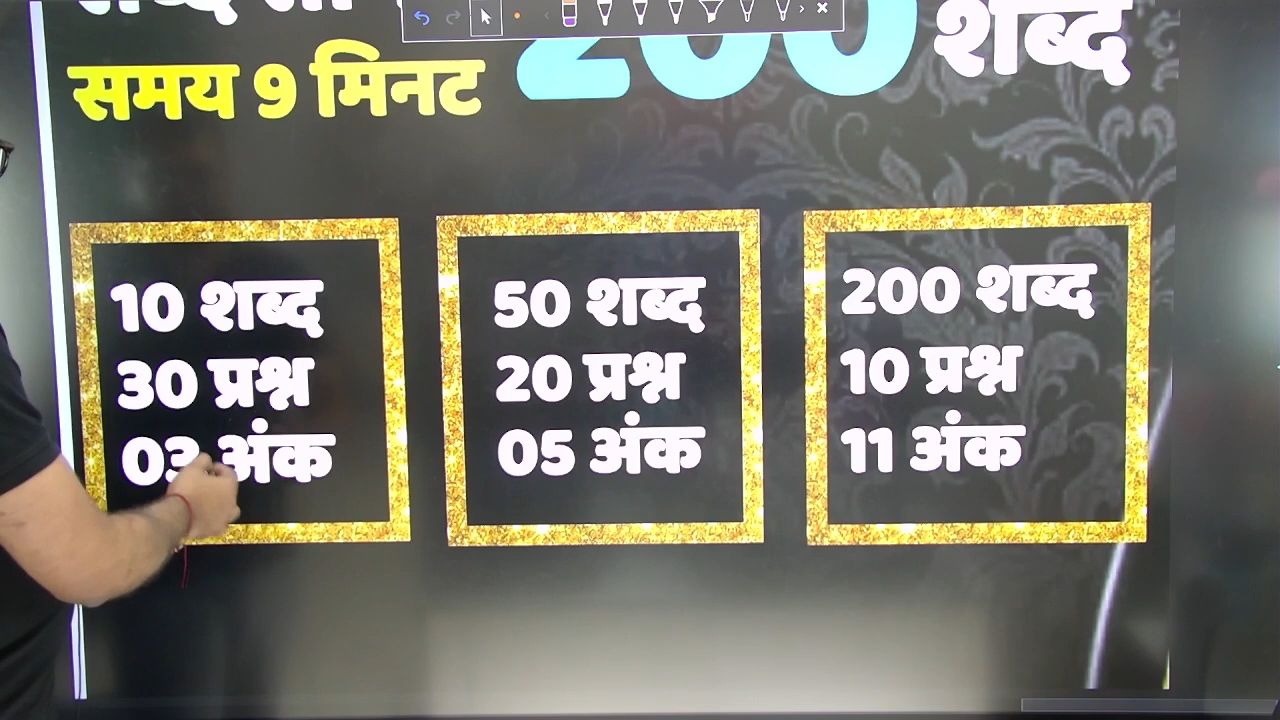 200 शब्द
समय 9 मिनट
10 शब्द
30 प्रश्न
03 अंक
50 शब्द
20 प्रश्न
05 अंक
200 शब्द
10 प्रश्न
11 अंक